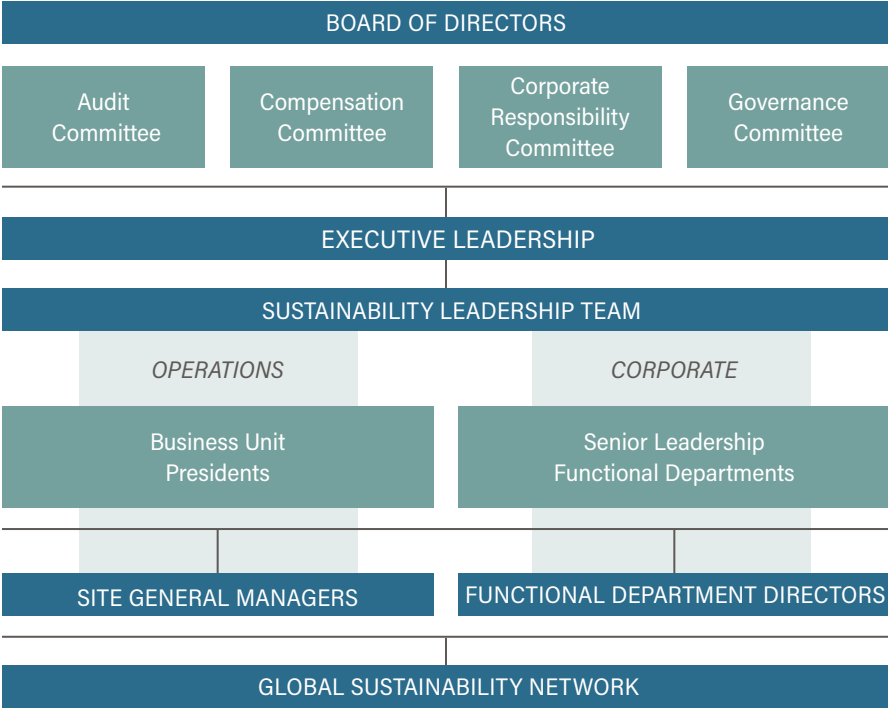 BOARD OF DIRECTORS
Audit
Committee
Compensation
Committee
Corporate
Responsibility
Committee
Governance
Committee
EXECUTIVE LEADERSHIP
SUSTAINABILITY LEADERSHIP TEAM
OPERATIONS
CORPORATE
Business Unit
Presidents
Senior Leadership
Functional Departments
SITE GENERAL MANAGERS
FUNCTIONAL DEPARTMENT DIRECTORS
GLOBAL SUSTAINABILITY NETWORK